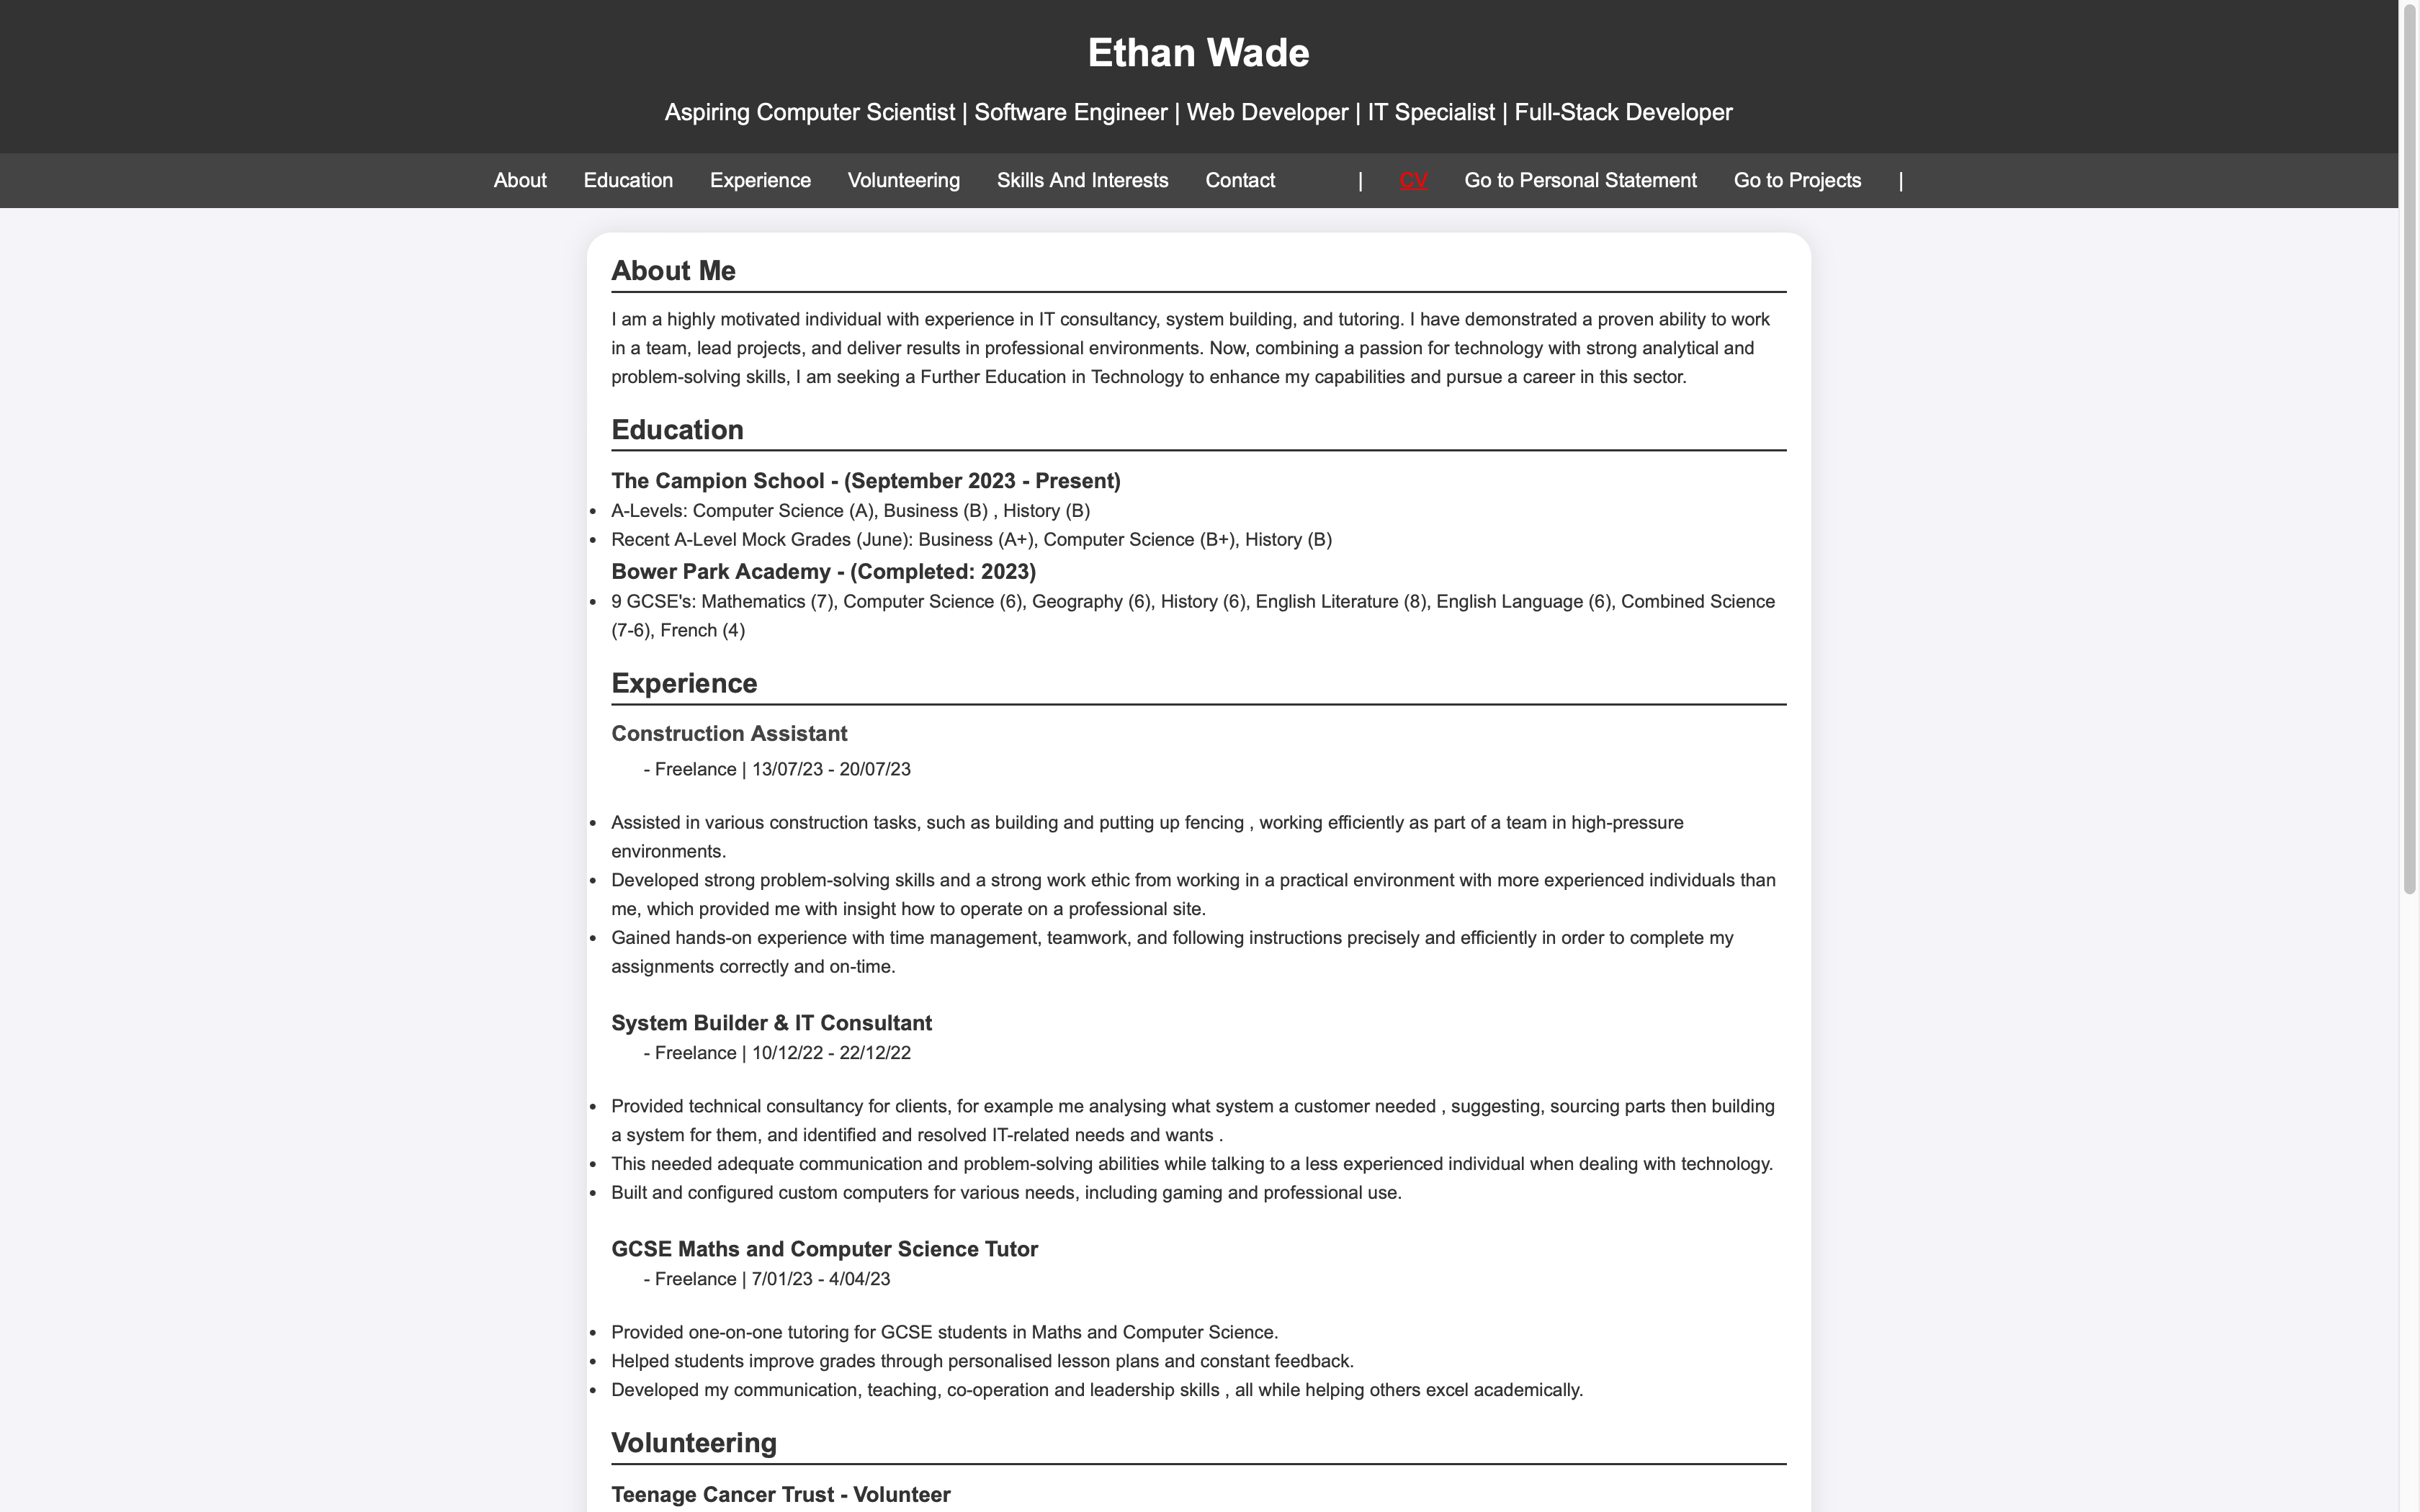 Ethan Wade
Aspiring Computer Scientist | Software Engineer | Web Developer | IT Specialist | Full-Stack Developer
About Education Experience Volunteering Skills And Interests Contact | CV Go to Personal Statement Go to Projects |
About Me
I am a highly motivated individual with experience in IT consultancy, system building, and tutoring. I have demonstrated a proven ability to work
in a team, lead projects, and deliver results in professional environments. Now, combining a passion for technology with strong analytical and
problem-solving skills, I am seeking a Further Education in Technology to enhance my capabilities and pursue a career in this sector.
Education
The Campion School - (September 2023 - Present)
• A-Levels: Computer Science (A), Business (B) , History (B)
• Recent A-Level Mock Grades (June): Business (A+), Computer Science (B+), History (B)
Bower Park Academy - (Completed: 2023)
• 9 GCSE's: Mathematics (7), Computer Science (6), Geography (6), History (6), English Literature (8), English Language (6), Combined Science
(7-6), French (4)
Experience
Construction Assistant
- Freelance | 13/07/23 - 20/07/23
• Assisted in various construction tasks, such as building and putting up fencing , working efficiently as part of a team in high-pressure
environments.
• Developed strong problem-solving skills and a strong work ethic from working in a practical environment with more experienced individuals than
me, which provided me with insight how to operate on a professional site.
• Gained hands-on experience with time management, teamwork, and following instructions precisely and efficiently in order to complete my
assignments correctly and on-time.
System Builder & IT Consultant
- Freelance | 10/12/22 - 22/12/22
• Provided technical consultancy for clients, for example me analysing what system a customer needed , suggesting, sourcing parts then building
a system for them, and identified and resolved IT-related needs and wants .
• This needed adequate communication and problem-solving abilities while talking to a less experienced individual when dealing with technology.
• Built and configured custom computers for various needs, including gaming and professional use.
GCSE Maths and Computer Science Tutor
- Freelance | 7/01/23 - 4/04/23
• Provided one-on-one tutoring for GCSE students in Maths and Computer Science.
• Helped students improve grades through personalised lesson plans and constant feedback.
• Developed my communication, teaching, co-operation and leadership skills , all while helping others excel academically.
Volunteering
Teenage Cancer Trust - Volunteer